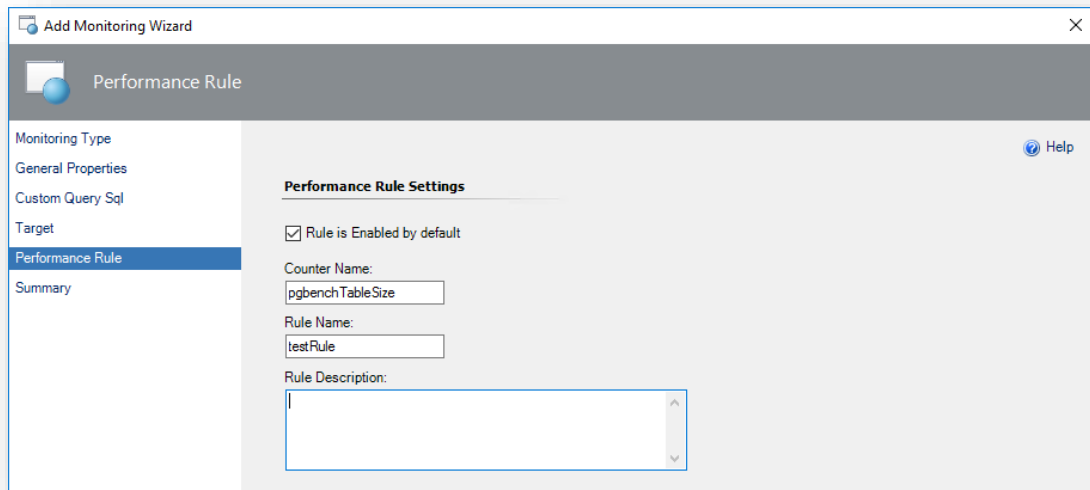 Add Monitoring Wizard
Performance Rule
Monitoring Type
General Properties
Custom Query Sql
Target
Performance Rule
Summary
Help
Performance Rule Settings
Rule is Enabled by default
Counter Name:
pgbenchTableSize
Rule Name:
testRule
Rule Description: